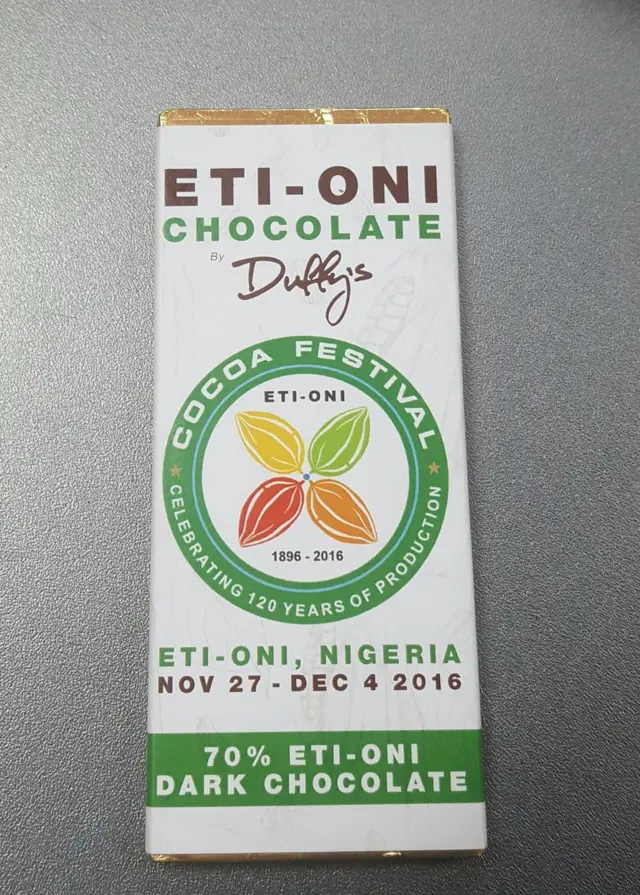 ETI-ONI
CHOCOLATE
By Duffy's
COCOA FESTIVAL
ETI-ONI
1896 - 2016
CELEBRATING 120 YEARS OF PRODUCTION
ETI-ONI, NIGERIA
NOV 27 - DEC 4 2016
70% ETI-ONI
DARK CHOCOLATE